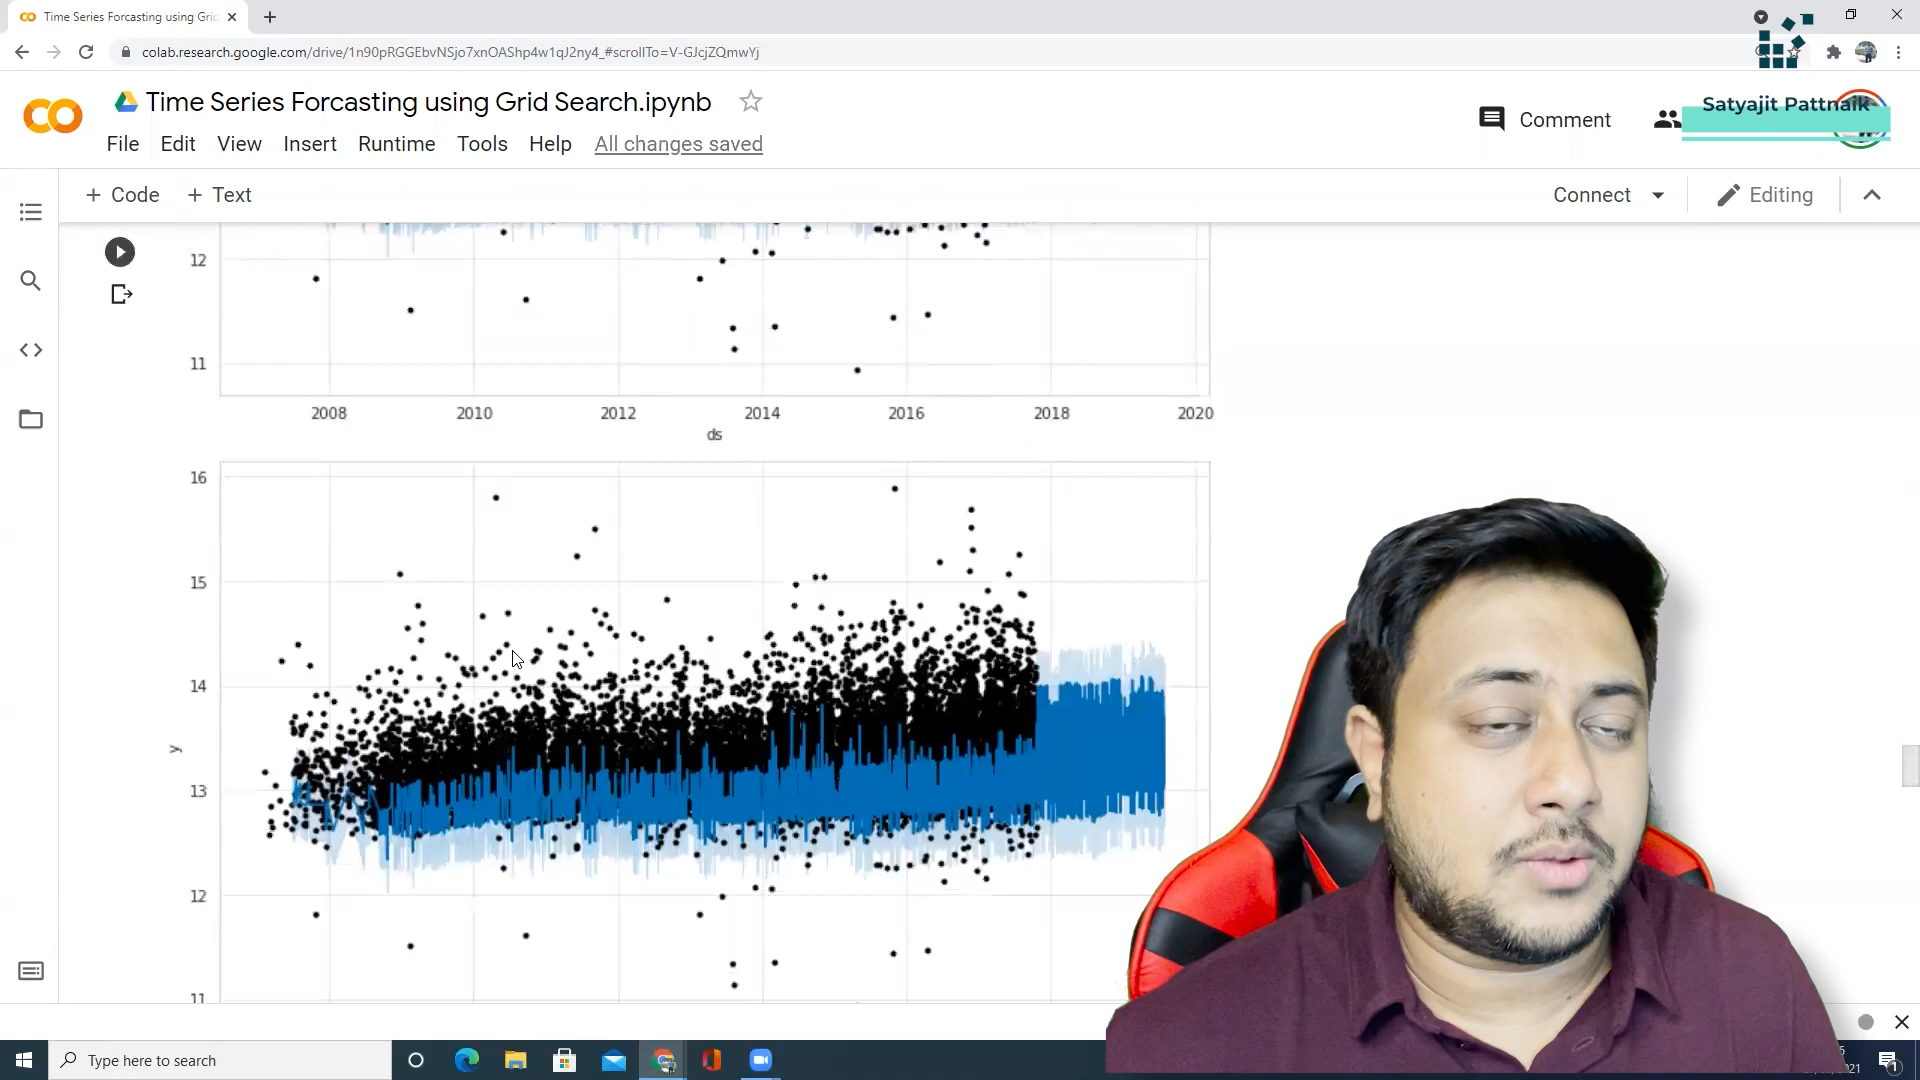 Time Series Forcasting using Gri
colab.research.google.com/drive/1n90pRGGEbvNSjo7xnOAShp4w1qJ2ny4_#scrollTo=V-GJcjZQmwYj
Time Series Forcasting using Grid Search.ipynb
Comment
Satyajit Pattnaik
File Edit View Insert Runtime Tools Help All changes saved
+ Code + Text
Connect
Editing
12
11
2008 2010 2012 2014 2016 2018 2020
ds
16
15
14
y
13
12
11
Type here to search